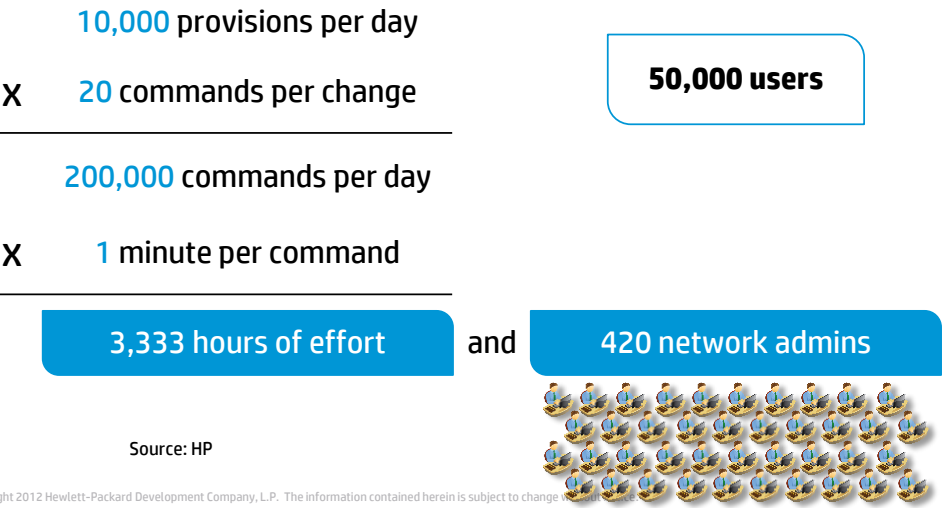 10,000 provisions per day
50,000 users
X 20 commands per change
200,000 commands per day
X 1 minute per command
3,333 hours of effort and 420 network admins
Source: HP
ght 2012 Hewlett-Packard Development Company, L.P. The information contained herein is subject to change